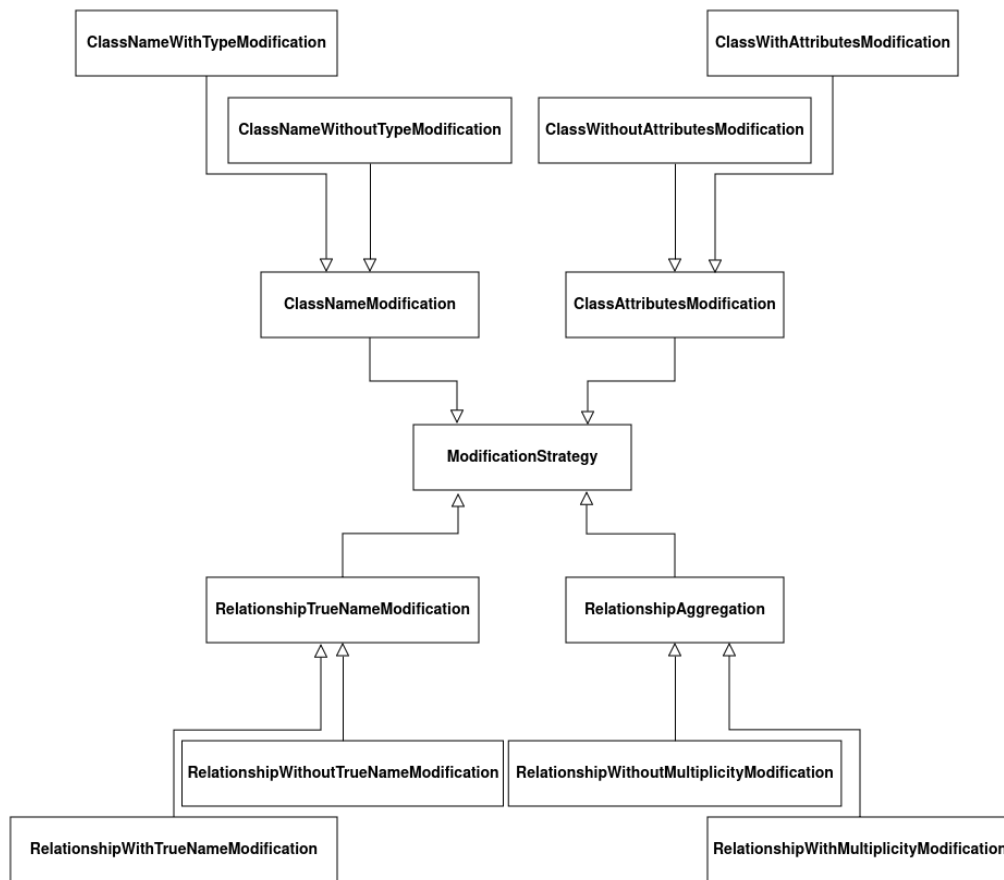 ClassNameWithTypeModification
ClassWithAttributesModification
ClassNameWithoutTypeModification
ClassWithoutAttributesModification
ClassNameModification
ClassAttributesModification
ModificationStrategy
RelationshipTrueNameModification
RelationshipAggregation
RelationshipWithoutTrueNameModification
RelationshipWithoutMultiplicityModification
RelationshipWithTrueNameModification
RelationshipWithMultiplicityModification